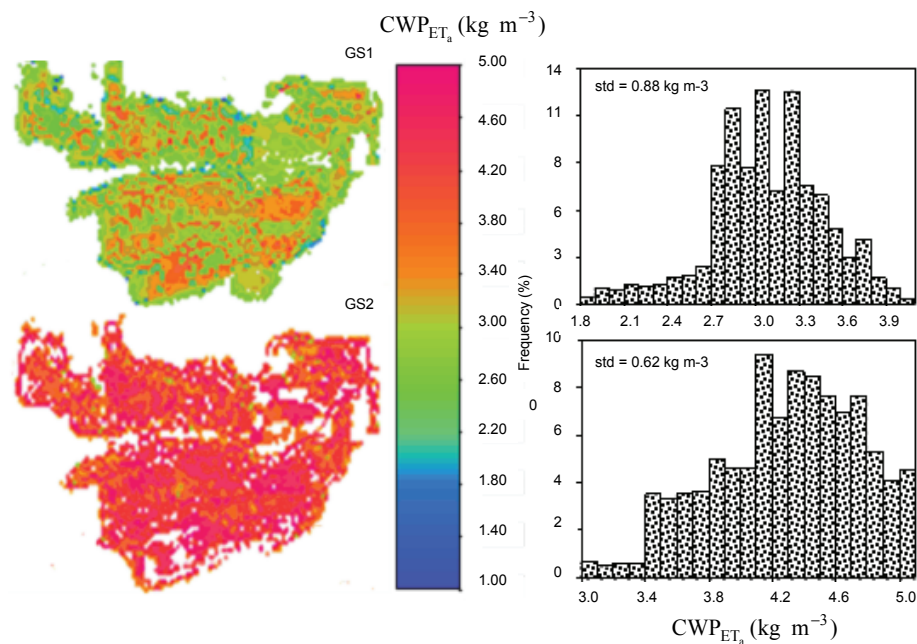 CWP_ETa (kg m−3)
GS1
GS2
5.00
4.60
4.20
3.80
3.40
3.00
2.60
2.20
1.80
1.40
1.00
Frequency (%)
0
14
12
9
6
3
0
std = 0.88 kg m-3
1.8 2.1 2.4 2.7 3.0 3.3 3.6 3.9
10
8
6
4
2
0
std = 0.62 kg m-3
3.0 3.4 3.8 4.2 4.6 5.0
CWP_ETa (kg m−3)